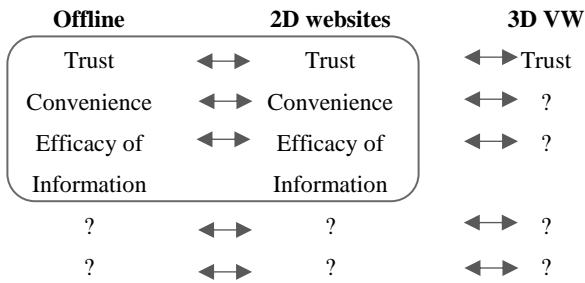 Offline 2D websites 3D VW
Trust Trust Trust
Convenience Convenience ?
Efficacy of Efficacy of ?
Information Information
? ? ?
? ? ?